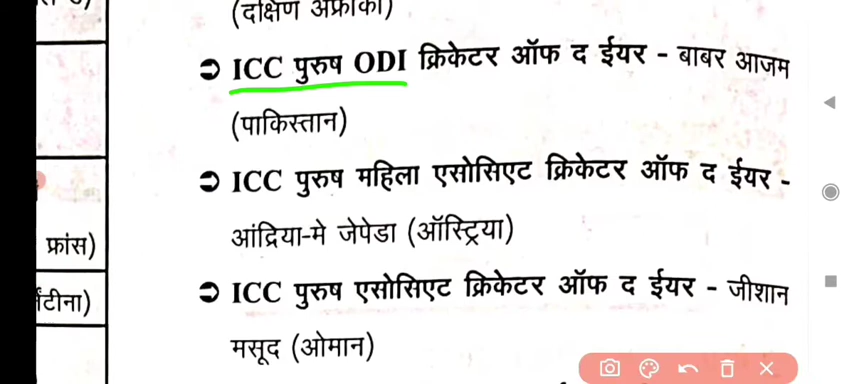 (दक्षिण अफ्रीका)
➲ ICC पुरुष ODI क्रिकेटर ऑफ द ईयर - बाबर आजम
(पाकिस्तान)
➲ ICC पुरुष महिला एसोसिएट क्रिकेटर ऑफ द ईयर -
फ्रांस)
आंद्रिया-मे जेपेडा (ऑस्ट्रिया)
➲ ICC पुरुष एसोसिएट क्रिकेटर ऑफ द ईयर - जीशान
मसूद (ओमान)